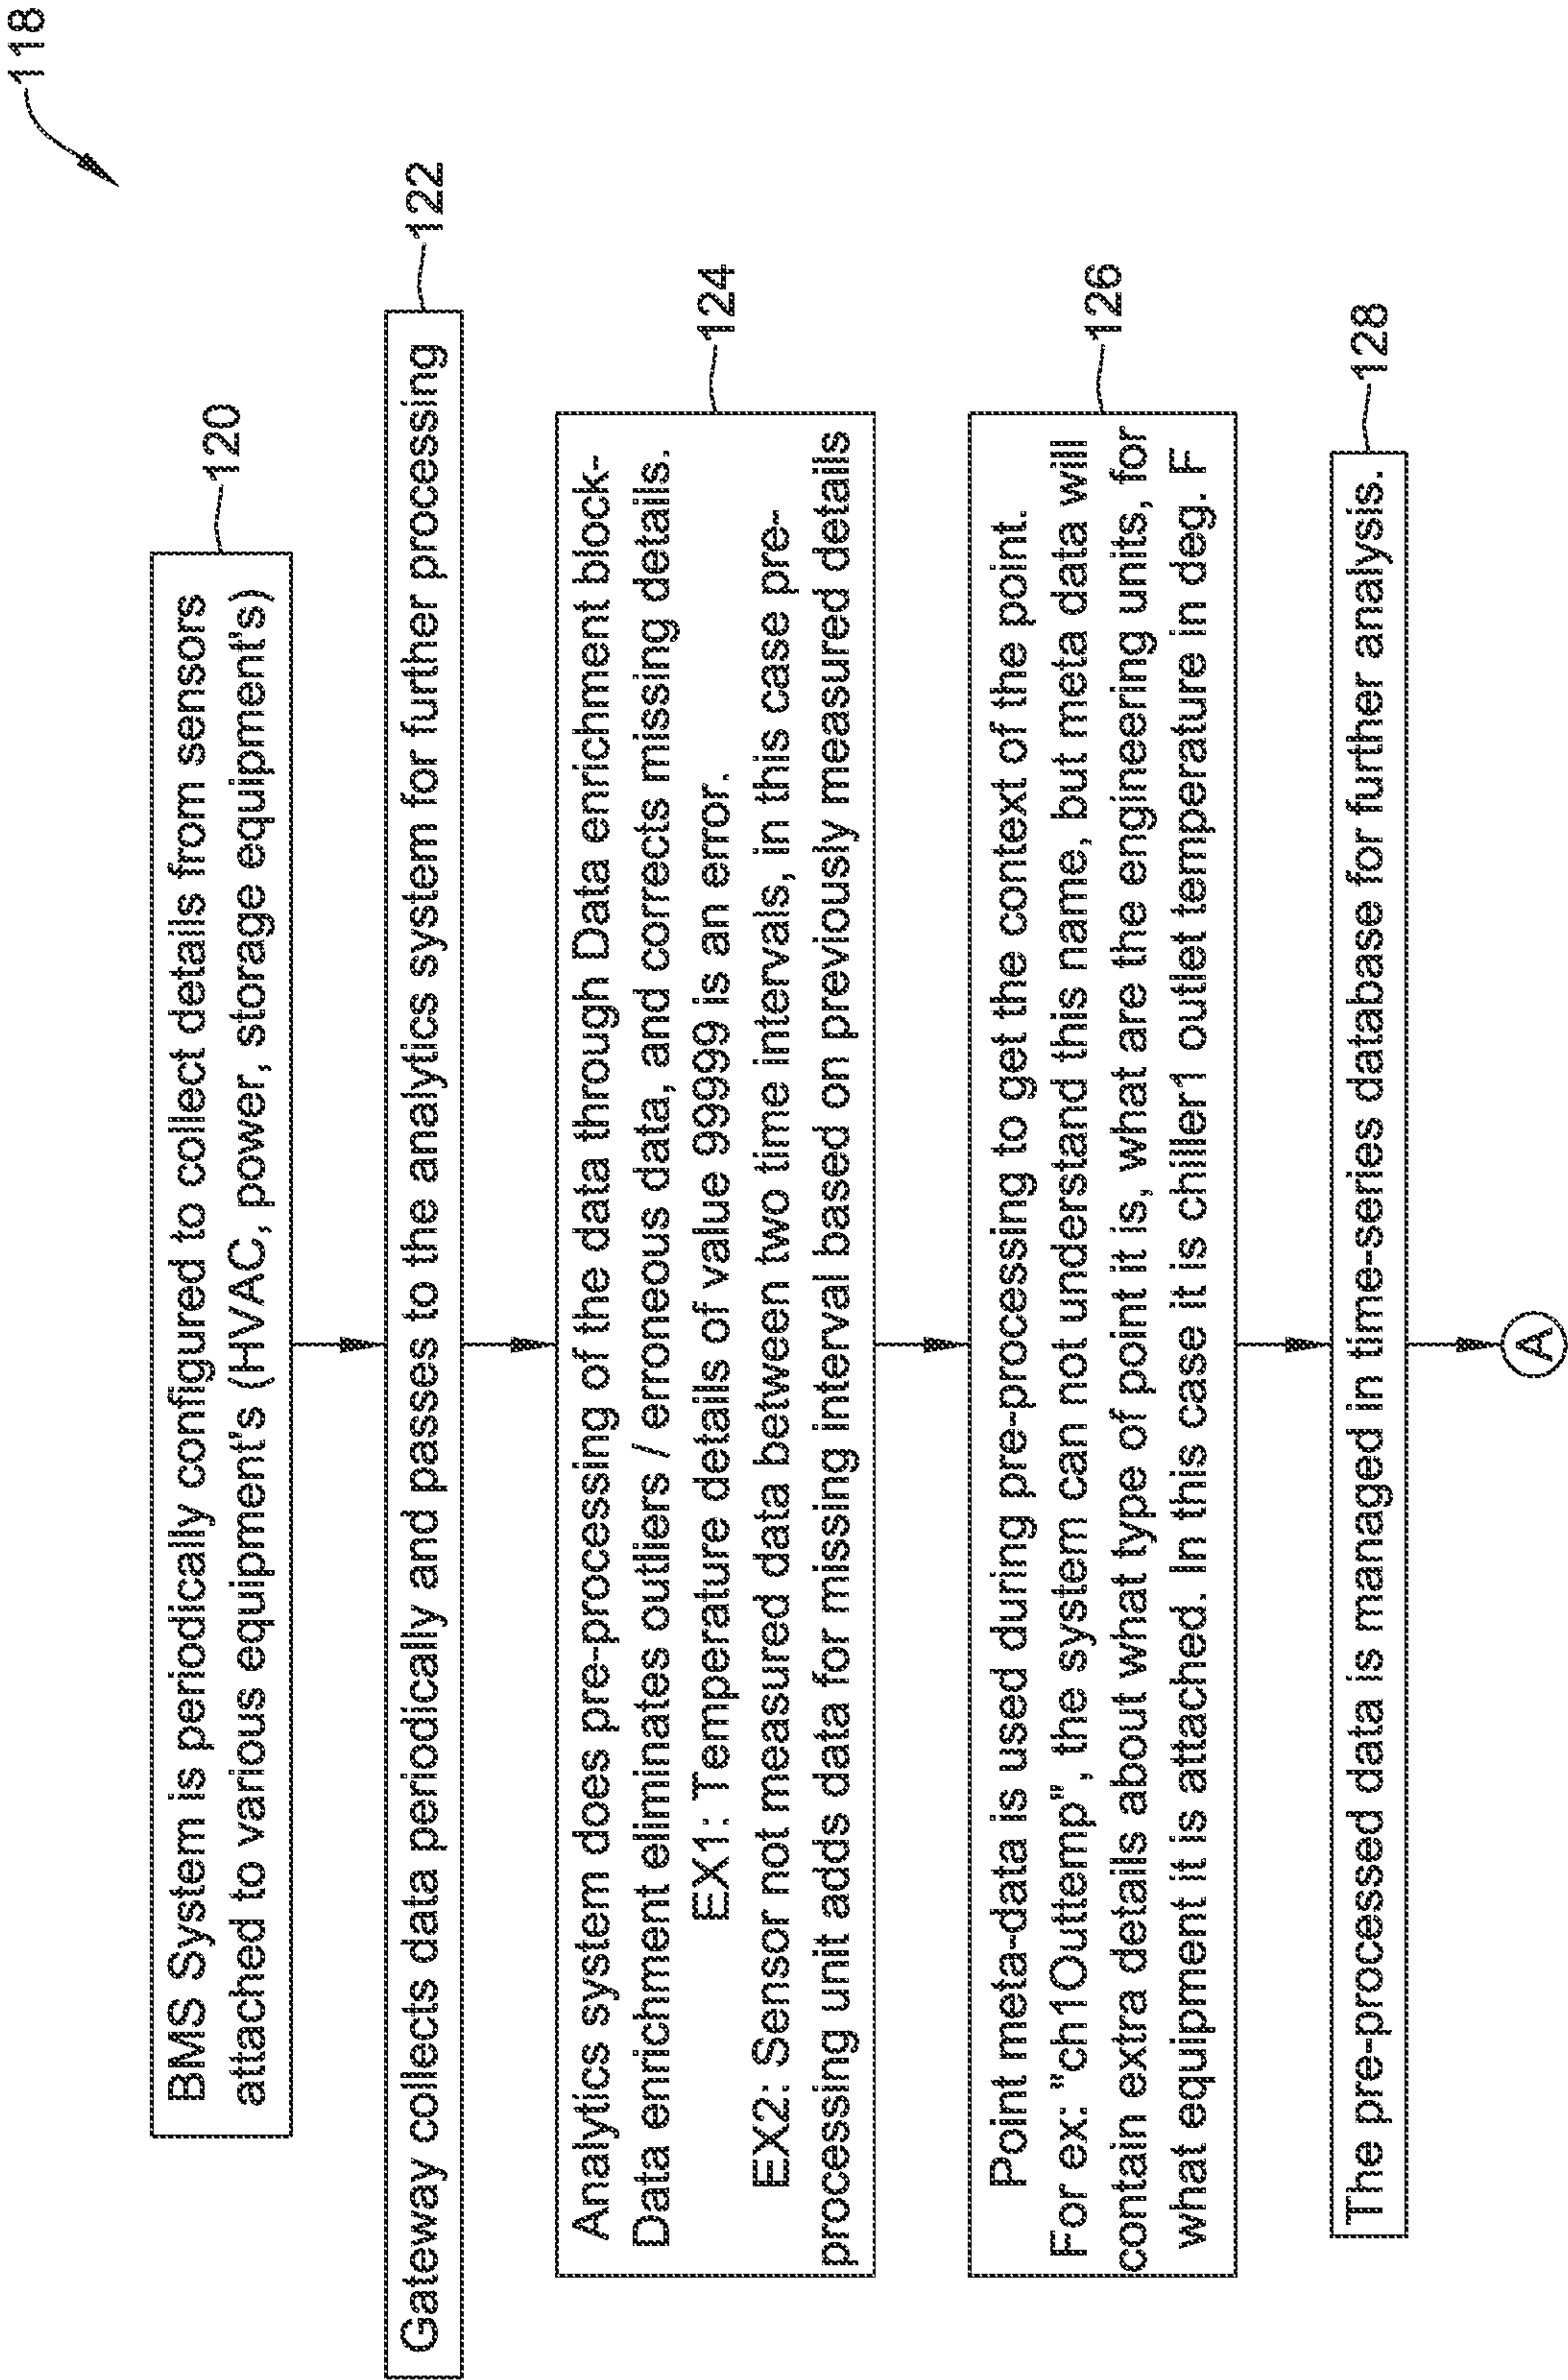 118
120
BMS System is periodically configured to collect details from sensors
attached to various equipment's (HVAC, power, storage equipment's)
122
Gateway collects data periodically and passes to the analytics system for further processing
124
Analytics system does pre-processing of the data through Data enrichment block-
Data enrichment eliminates outliers / erroneous data, and corrects missing details.
EX1: Temperature details of value 99999 is an error.
EX2: Sensor not measured data between two time intervals, in this case pre-
processing unit adds data for missing interval based on previously measured details
126
Point meta-data is used during pre-processing to get the context of the point.
For ex: "ch1Outtemp", the system can not understand this name, but meta data will
contain extra details about what type of point it is, what are the engineering units, for
what equipment it is attached. In this case it is chiller1 outlet temperature in deg. F
128
The pre-processed data is managed in time-series database for further analysis.
A